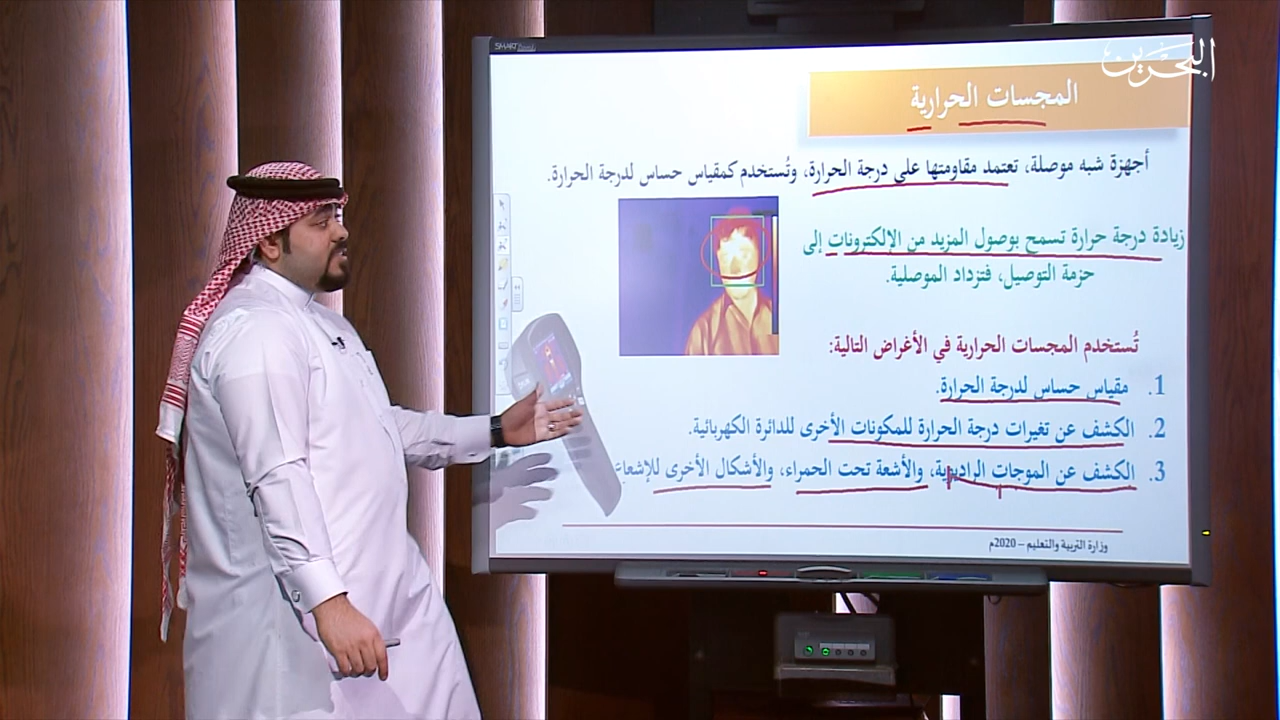 SMART
البحرين
المجسات الحرارية
أجهزة شبه موصلة، تعتمد مقاومتها على درجة الحرارة، وتُستخدم كمقياس حساس لدرجة الحرارة.
زيادة درجة حرارة تسمح بوصول المزيد من الإلكترونات إلى
حزمة التوصيل، فتزداد الموصلية.
تُستخدم المجسات الحرارية في الأغراض التالية:
1. مقياس حساس لدرجة الحرارة.
2. الكشف عن تغيرات درجة الحرارة للمكونات الأخرى للدائرة الكهربائية.
3. الكشف عن الموجات الراديوية، والأشعة تحت الحمراء، والأشكال الأخرى للإشعاع
وزارة التربية والتعليم – 2020م